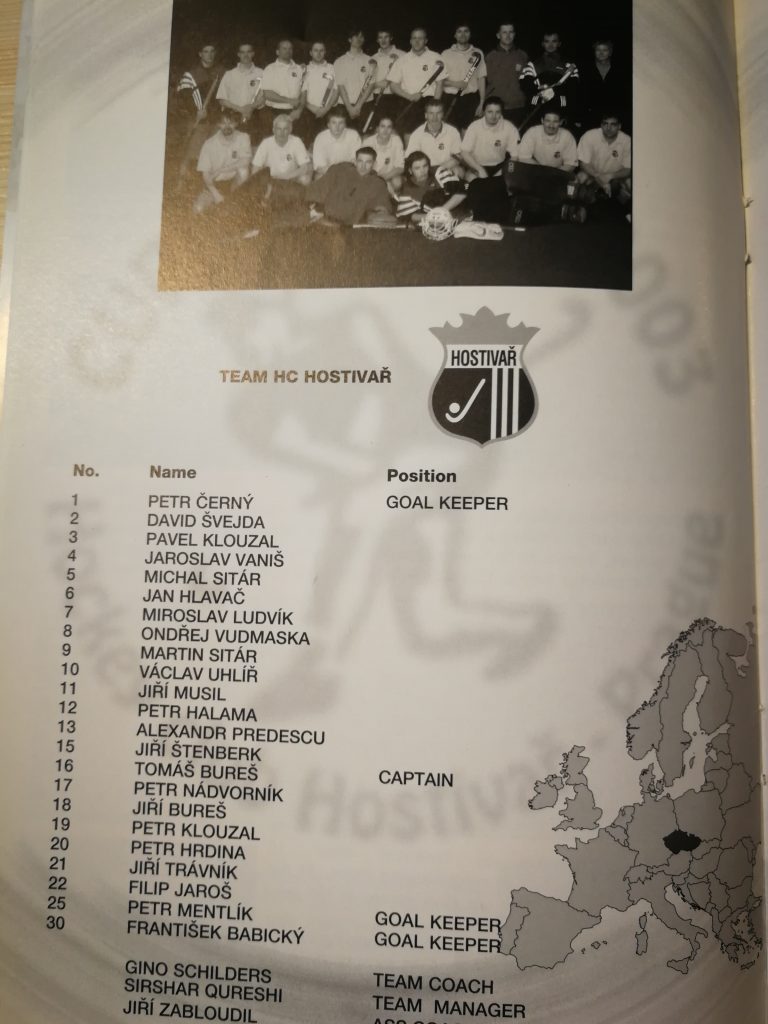 HOSTIVAŘ
TEAM HC HOSTIVAŘ
No. Name Position
1 PETR ČERNÝ GOAL KEEPER
2 DAVID ŠVEJDA
3 PAVEL KLOUZAL
4 JAROSLAV VANIŠ
5 MICHAL SITÁR
6 JAN HLAVAČ
7 MIROSLAV LUDVÍK
8 ONDŘEJ VUDMASKA
9 MARTIN SITÁR
10 VÁCLAV UHLÍŘ
11 JIŘÍ MUSIL
12 PETR HALAMA
13 ALEXANDR PREDESCU
15 JIŘÍ ŠTENBERK
16 TOMÁŠ BUREŠ CAPTAIN
17 PETR NÁDVORNÍK
18 JIŘÍ BUREŠ
19 PETR KLOUZAL
20 PETR HRDINA
21 JIŘÍ TRÁVNÍK
22 FILIP JAROŠ
25 PETR MENTLÍK GOAL KEEPER
30 FRANTIŠEK BABICKÝ GOAL KEEPER
GINO SCHILDERS TEAM COACH
SIRSHAR QURESHI TEAM MANAGER
JIŘÍ ZABLOUDIL
Hostivař